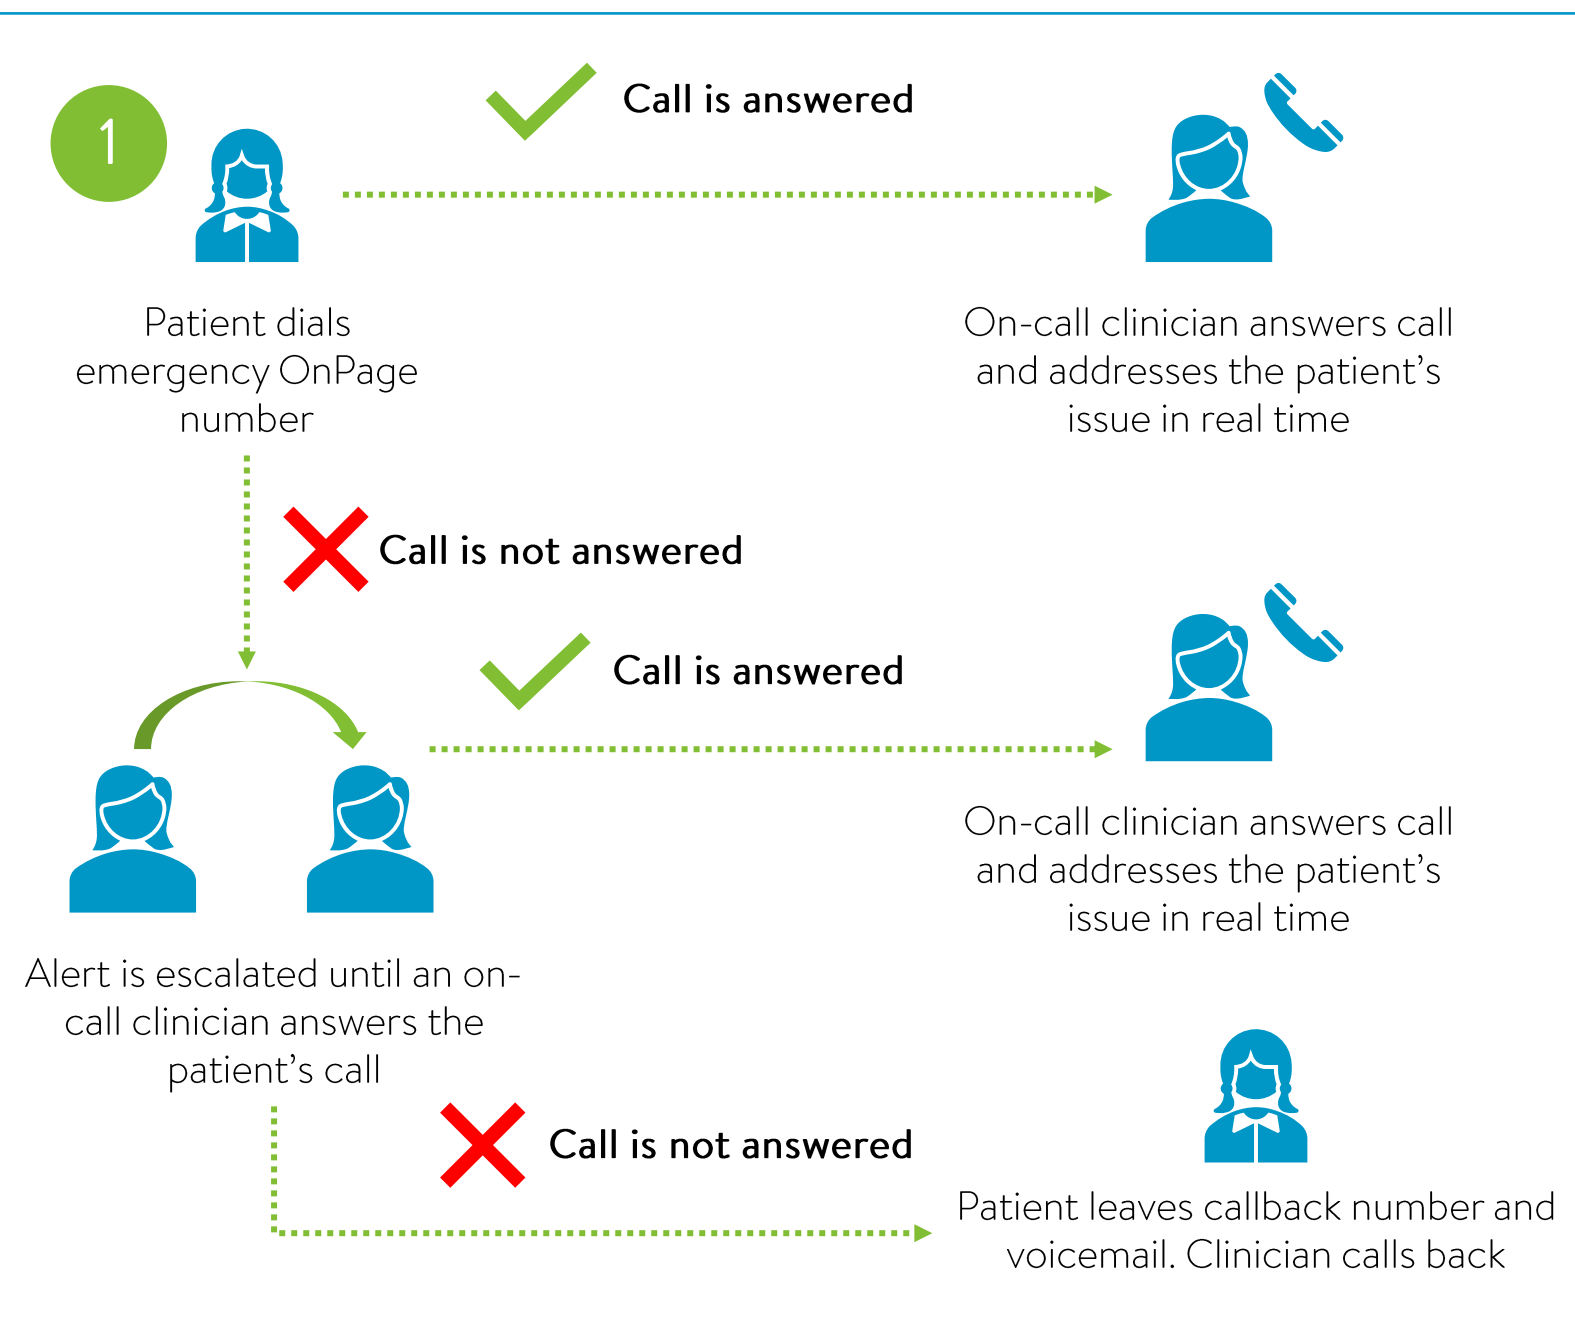 1
Call is answered
Patient dials
emergency OnPage
number
On-call clinician answers call
and addresses the patient’s
issue in real time
Call is not answered
Call is answered
On-call clinician answers call
and addresses the patient’s
issue in real time
Alert is escalated until an on-
call clinician answers the
patient’s call
Call is not answered
Patient leaves callback number and
voicemail. Clinician calls back